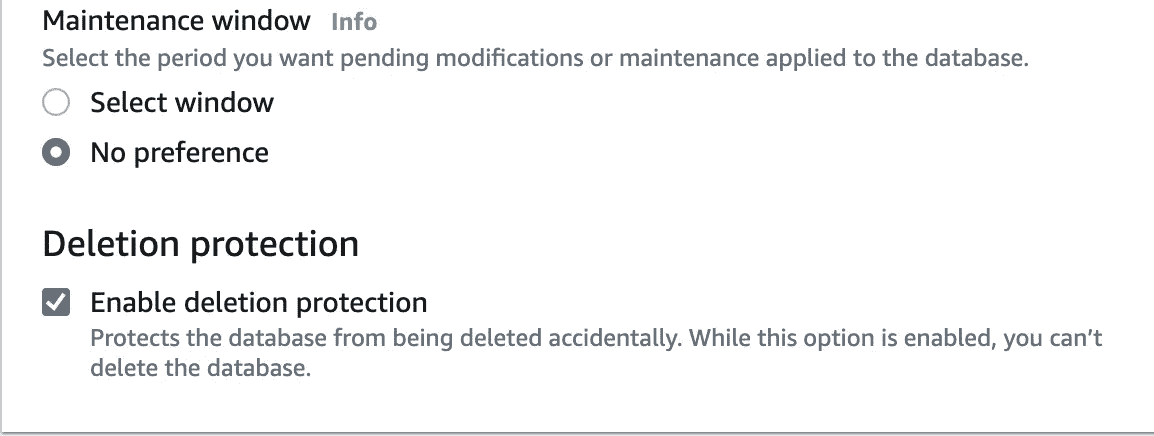 Maintenance window Info
Select the period you want pending modifications or maintenance applied to the database.
Select window
No preference
Deletion protection
Enable deletion protection
Protects the database from being deleted accidentally. While this option is enabled, you can’t
delete the database.